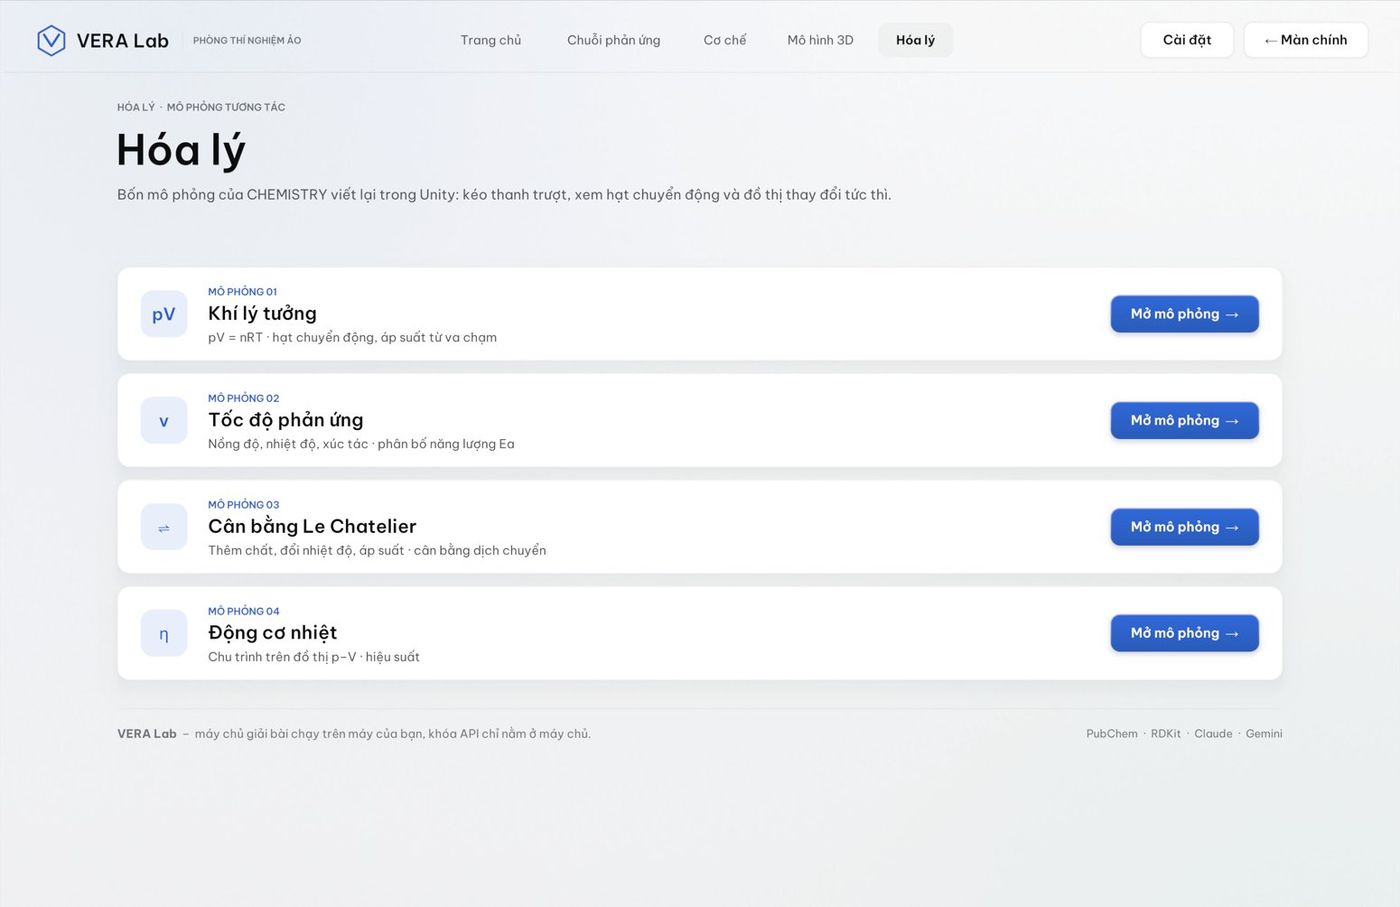 VERA Lab
PHÒNG THÍ NGHIỆM ẢO
Trang chủ
Chuỗi phản ứng
Cơ chế
Mô hình 3D
Hóa lý
Cài đặt
← Màn chính
HÓA LÝ · MÔ PHỎNG TƯƠNG TÁC
Hóa lý
Bốn mô phỏng của CHEMISTRY viết lại trong Unity: kéo thanh trượt, xem hạt chuyển động và đồ thị thay đổi tức thì.
pV
MÔ PHỎNG 01
Khí lý tưởng
pV = nRT · hạt chuyển động, áp suất từ va chạm
Mở mô phỏng →
v
MÔ PHỎNG 02
Tốc độ phản ứng
Nồng độ, nhiệt độ, xúc tác · phân bố năng lượng Ea
Mở mô phỏng →
⇌
MÔ PHỎNG 03
Cân bằng Le Chatelier
Thêm chất, đổi nhiệt độ, áp suất · cân bằng dịch chuyển
Mở mô phỏng →
η
MÔ PHỎNG 04
Động cơ nhiệt
Chu trình trên đồ thị p–V · hiệu suất
Mở mô phỏng →
VERA Lab – máy chủ giải bài chạy trên máy của bạn, khóa API chỉ nằm ở máy chủ.
PubChem · RDKit · Claude · Gemini